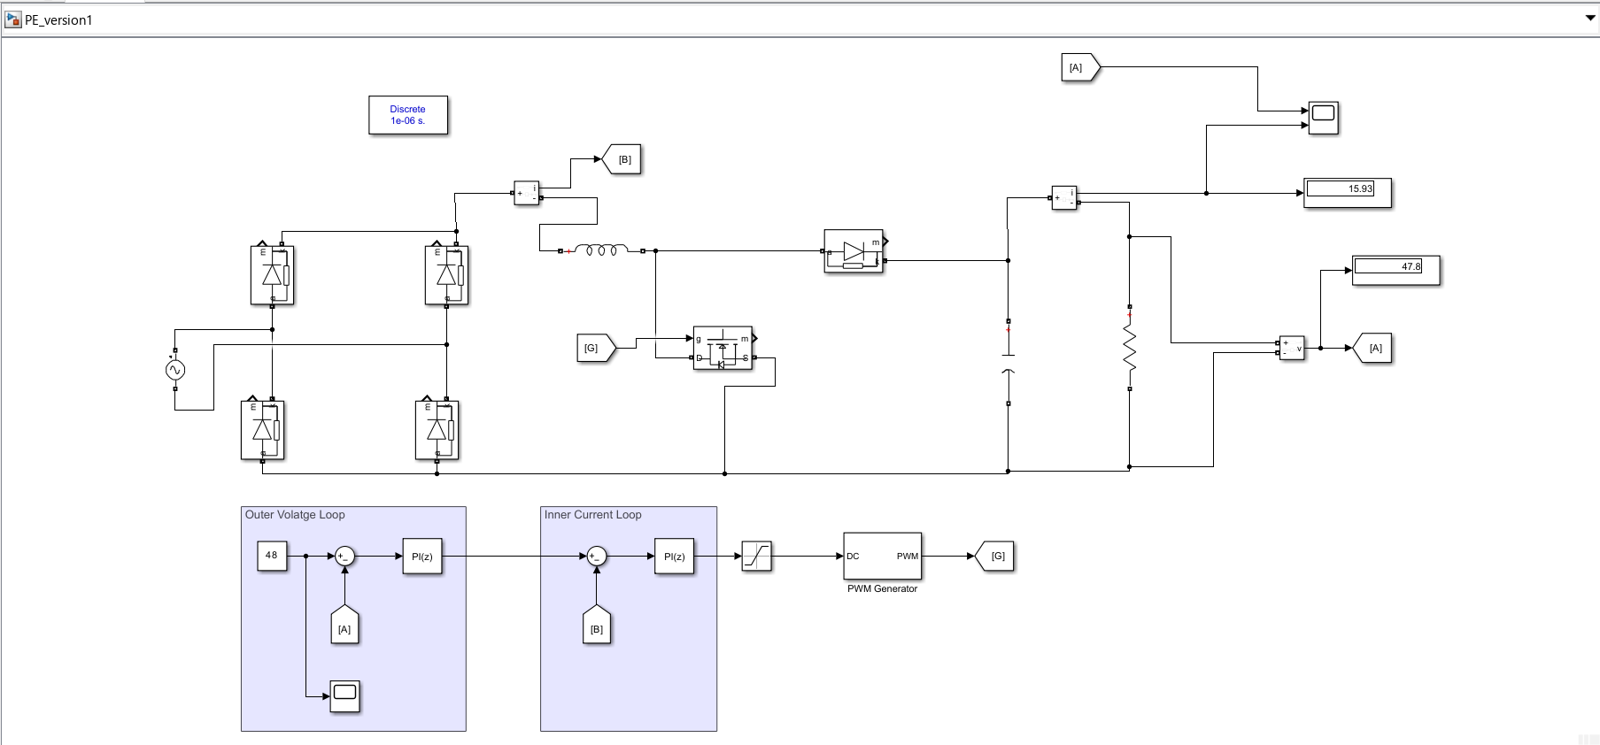 PE_version1
[A]
Discrete
1e-06 s.
[B]
+
i
-
+
i
-
15.93
E
E
m
a
k
47.8
[G]
g
m
D
S
+
-
v
[A]
E
E
Outer Volatge Loop
Inner Current Loop
48
PI(z)
PI(z)
DC
PWM
[G]
PWM Generator
[A]
[B]